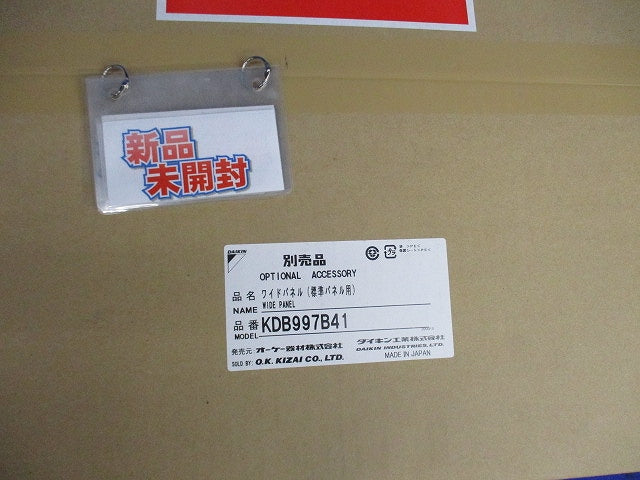 新品
未開封
DAIKIN
別売品
OPTIONAL ACCESSORY
品名 ワイドパネル(標準パネル用)
NAME WIDE PANEL
品番 KDB997B41
MODEL
発売元: オーケー器材株式会社
SOLD BY: O.K.KIZAI CO., LTD.
ダイキン工業株式会社
DAIKIN INDUSTRIES, LTD.
MADE IN JAPAN